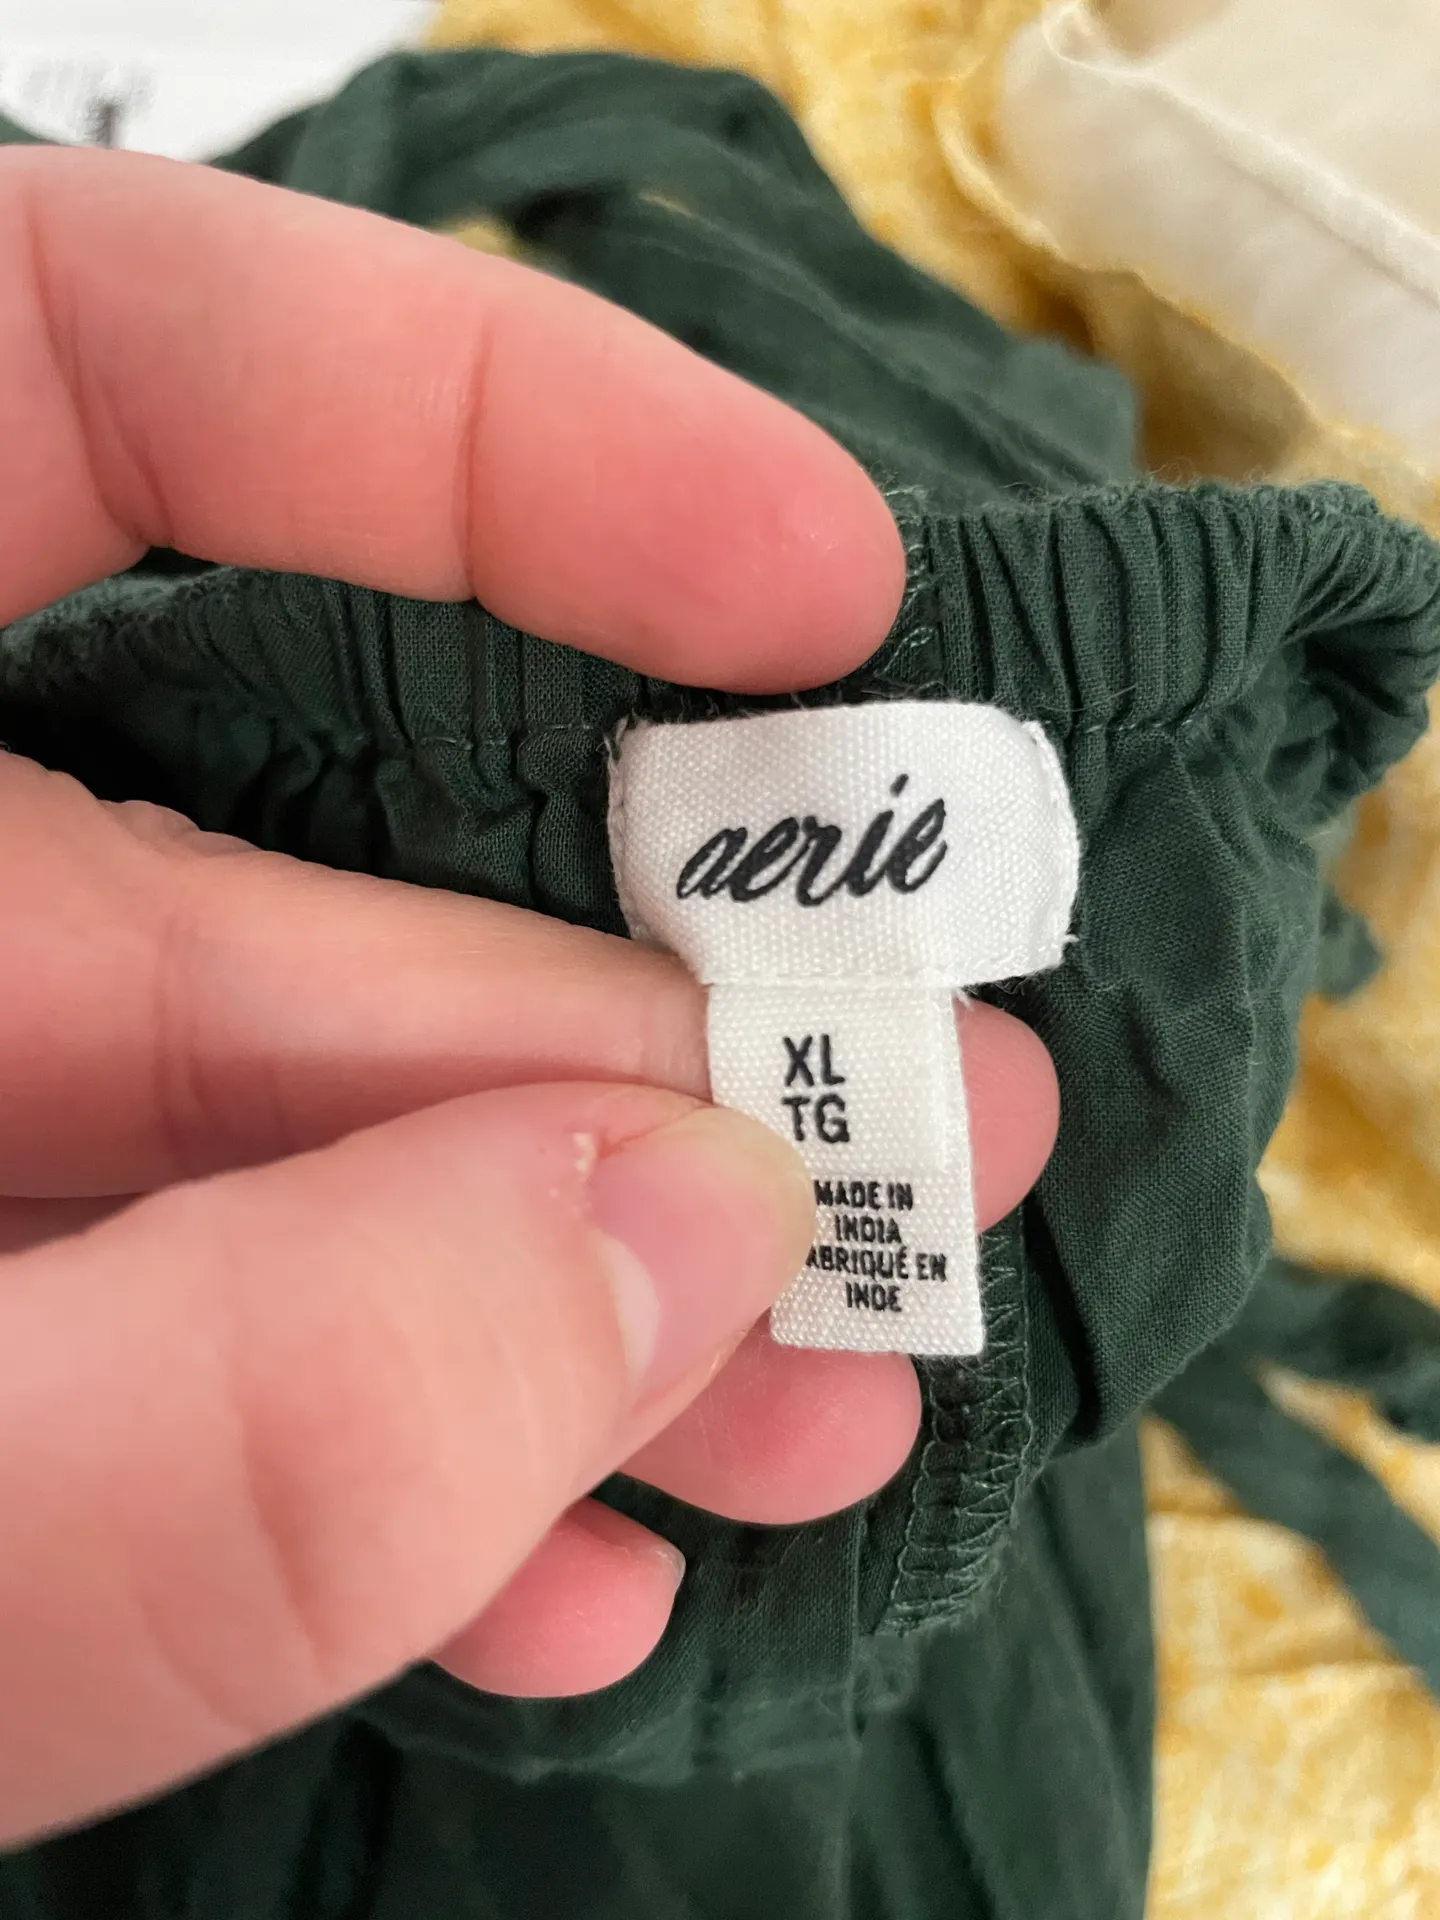 aerie
XL
TG
MADE IN
INDIA
ABRIQUÉ EN
INDE